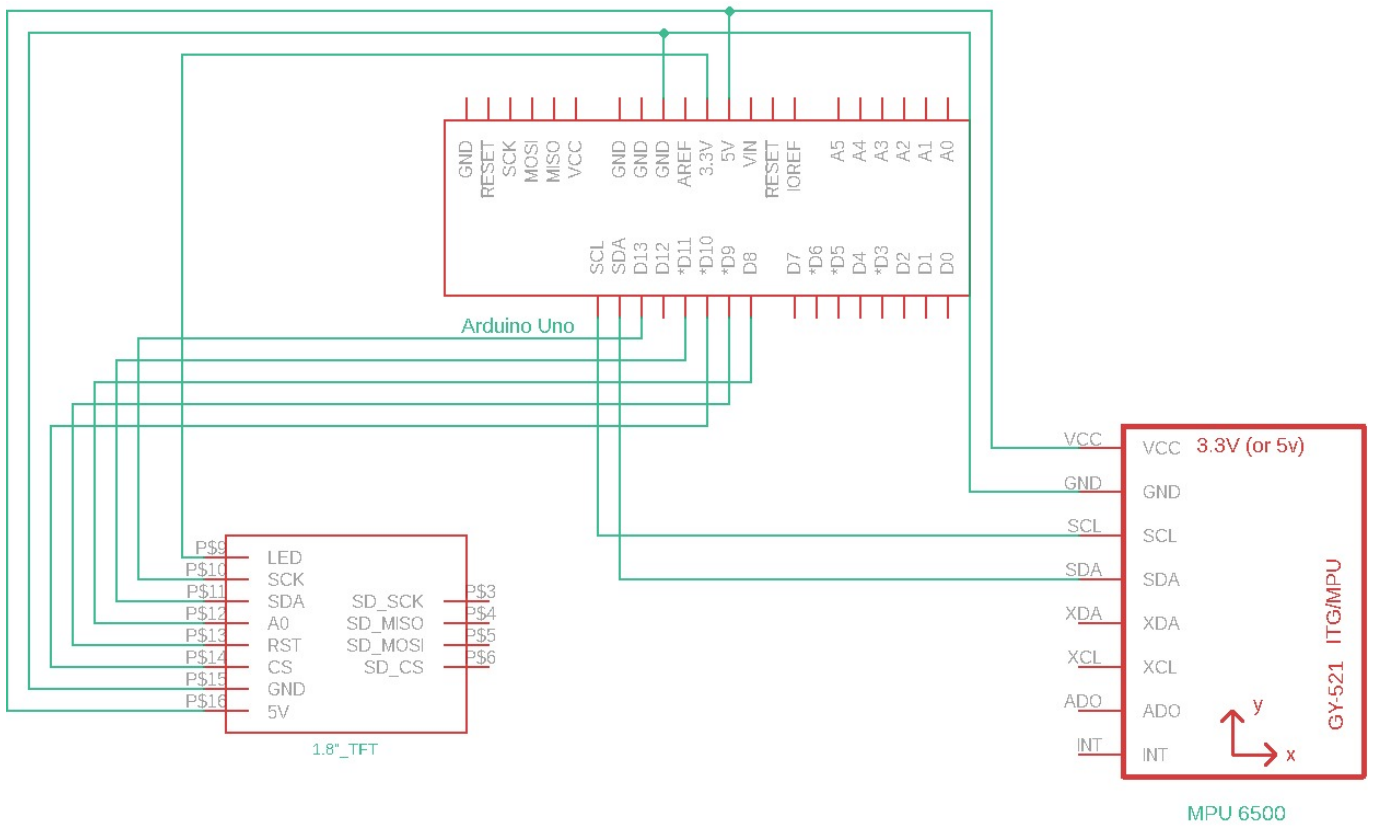 GND
RESET
SCK
MOSI
MISO
VCC
GND
GND
GND
AREF
3.3V
5V
VIN
RESET
IOREF
A5
A4
A3
A2
A1
A0
SCL
SDA
D13
D12
*D11
*D10
*D9
D8
D7
*D6
*D5
D4
*D3
D2
D1
D0
Arduino Uno
P$9 LED
P$10 SCK
P$11 SDA
P$12 A0
P$13 RST
P$14 CS
P$15 GND
P$16 5V
SD_SCK P$3
SD_MISO P$4
SD_MOSI P$5
SD_CS P$6
1.8"_TFT
VCC VCC 3.3V (or 5v)
GND GND
SCL SCL
SDA SDA
XDA XDA
XCL XCL
ADO ADO
INT INT
GY-521 ITG/MPU
y
x
MPU 6500